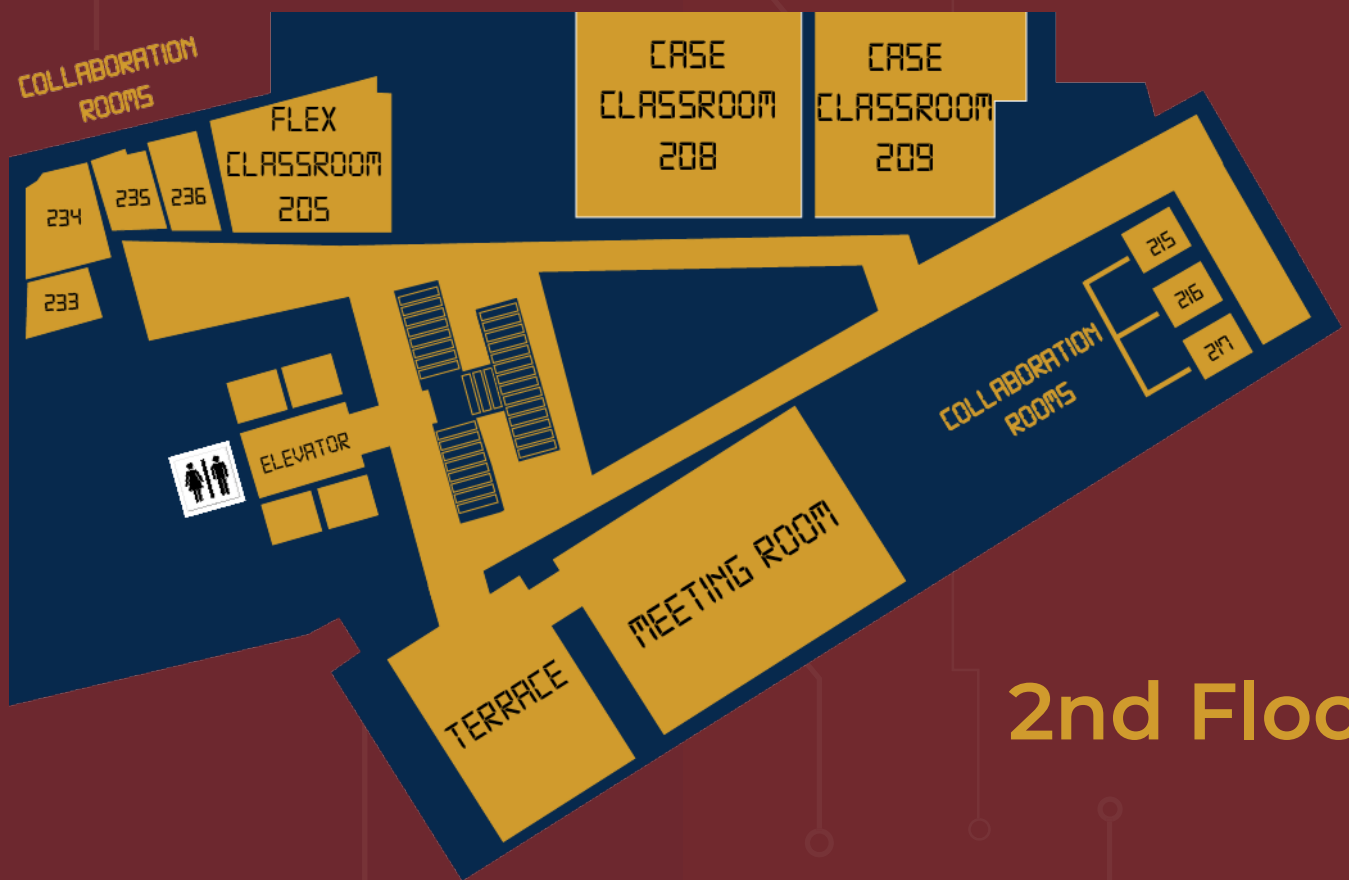 COLLABORATION
ROOMS
234
235
236
233
FLEX
CLASSROOM
205
CASE
CLASSROOM
208
CASE
CLASSROOM
209
215
216
217
COLLABORATION
ROOMS
ELEVATOR
MEETING ROOM
TERRACE
2nd Floo